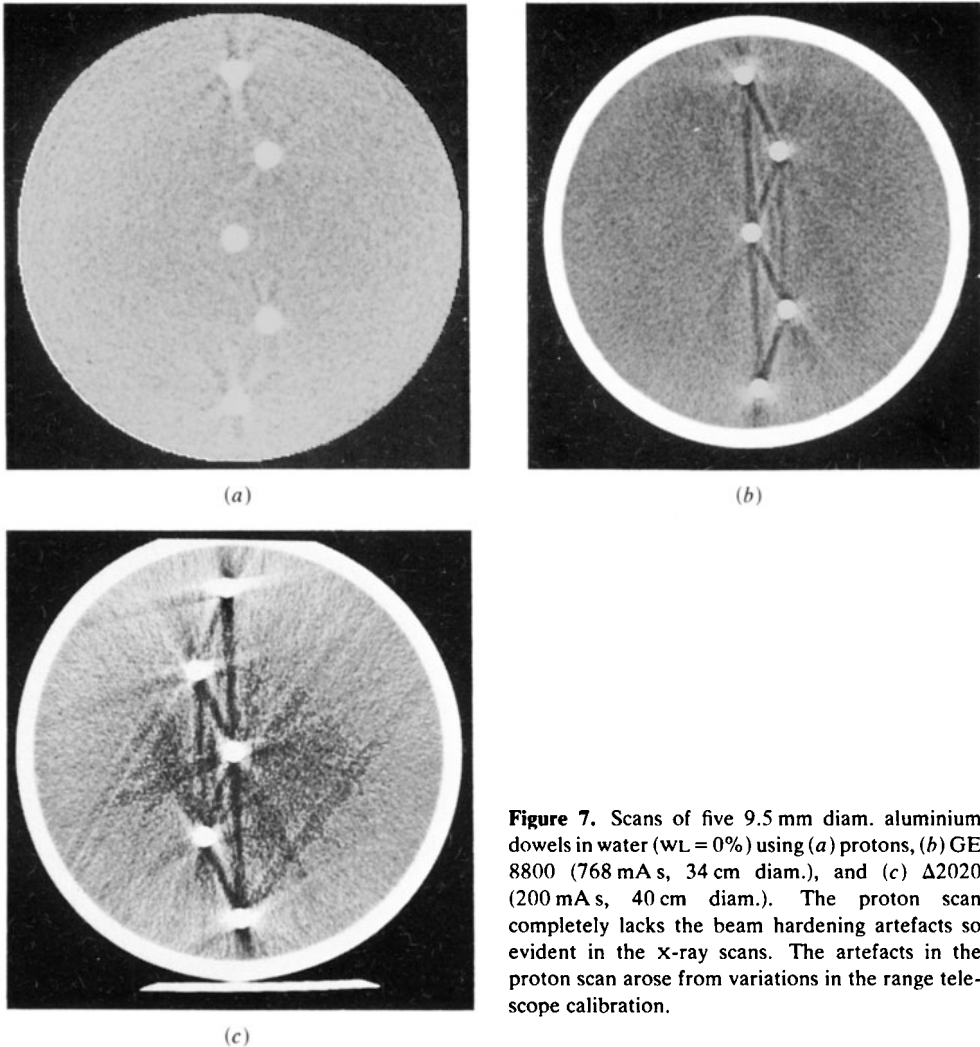 (a)
(b)
(c)
Figure 7. Scans of five 9.5 mm diam. aluminium
dowels in water (WL = 0%) using (a) protons, (b) GE
8800 (768 mA s, 34 cm diam.), and (c) Δ2020
(200 mA s, 40 cm diam.). The proton scan
completely lacks the beam hardening artefacts so
evident in the x-ray scans. The artefacts in the
proton scan arose from variations in the range tele-
scope calibration.